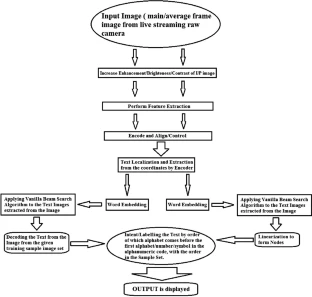 Input Image ( main/average frame
image from live streaming raw
camera
Increase Enhancement/Brighteness/Contrast of I/P image
Perform Feature Extraction
Encode and Align/Control
Text Localization and Extraction
from the coordinates by Encoder
Applying Vanilla Beam Search
Algorithm to the Text Images
extracted from the Image
Word Embedding
Word Embedding
Applying Vanilla Beam Search
Algorithm to the Text Images
extracted from the Image
Decoding the Text from the
Image from the given
training sample image set
Intent/Labelling the Text by order
of which alphabet comes before the
first alphabet/number/symbol in the
alphanumeric code, with the order
in the Sample Set.
Linearization to
form Nodes
OUTPUT is displayed